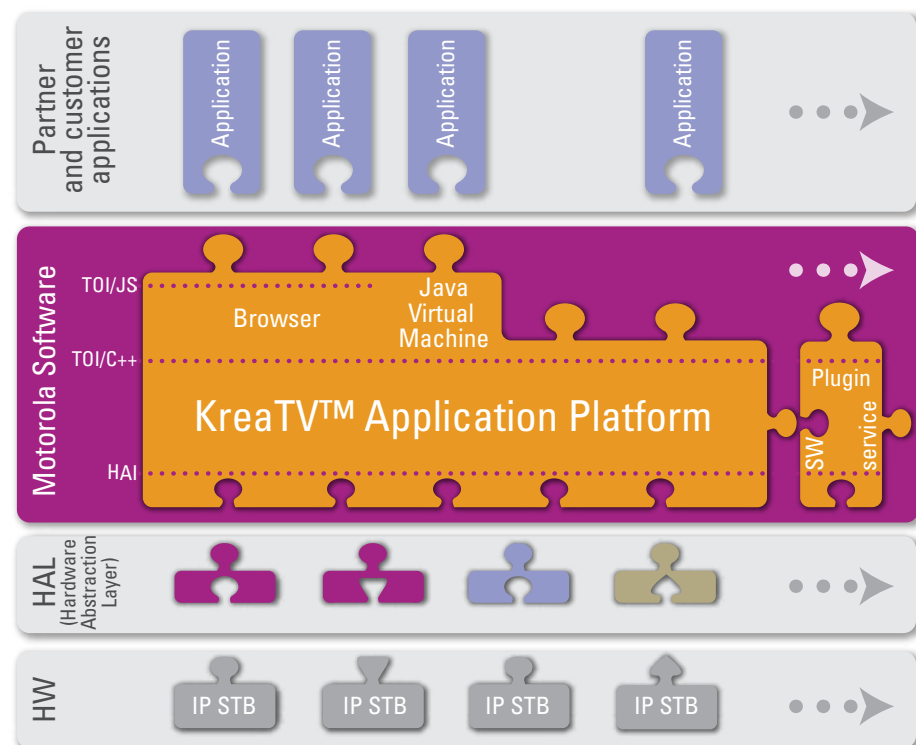 Partner
and customer
applications
Application
Application
Application
Application
Motorola Software
TOI/JS
Browser
Java
Virtual
Machine
TOI/C++
KreaTV™ Application Platform
Plugin
SW
service
HAI
HAL
(Hardware
Abstraction
Layer)
HW
IP STB
IP STB
IP STB
IP STB